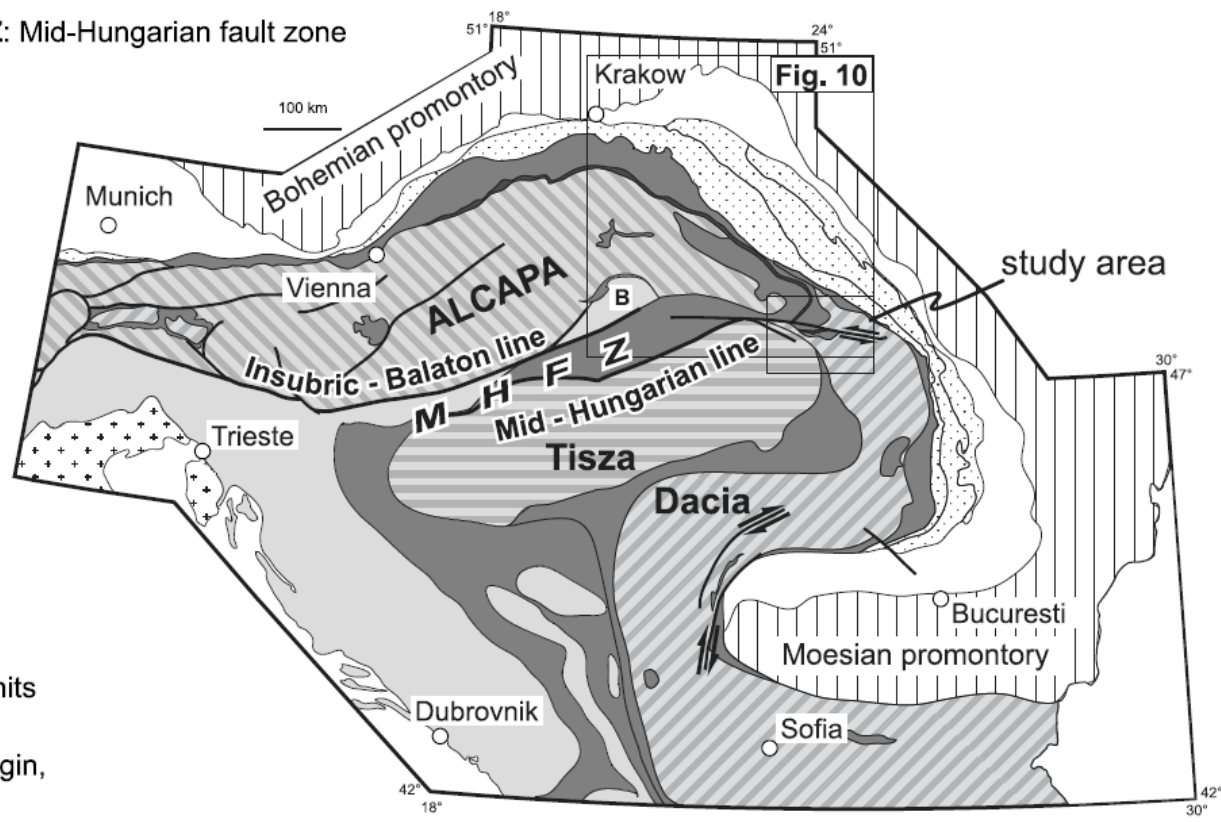 Z: Mid-Hungarian fault zone
18°
51°
24°
51°
Krakow
Fig. 10
100 km
Bohemian promontory
Munich
study area
Vienna
ALCAPA
B
Insubric - Balaton line
M H F Z
Mid - Hungarian line
30°
47°
Trieste
Tisza
Dacia
Bucuresti
Moesian promontory
nits
Dubrovnik
Sofia
gin,
42°
18°
42°
30°